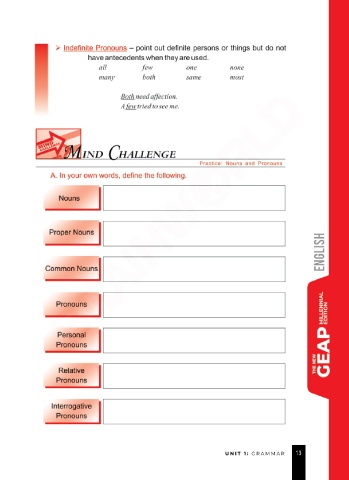 ➢ Indefinite Pronouns – point out definite persons or things but do not
have antecedents when they are used.
all few one none
many both same most
Both need affection.
A few tried to see me.
MIND CHALLENGE
Practice: Nouns and Pronouns
A. In your own words, define the following.
Nouns
Proper Nouns
Common Nouns
Pronouns
Personal
Pronouns
Relative
Pronouns
Interrogative
Pronouns
ENGLISH
THE NEW
GEAP
MILLENNIAL
EDITION
UNIT 1: GRAMMAR 13